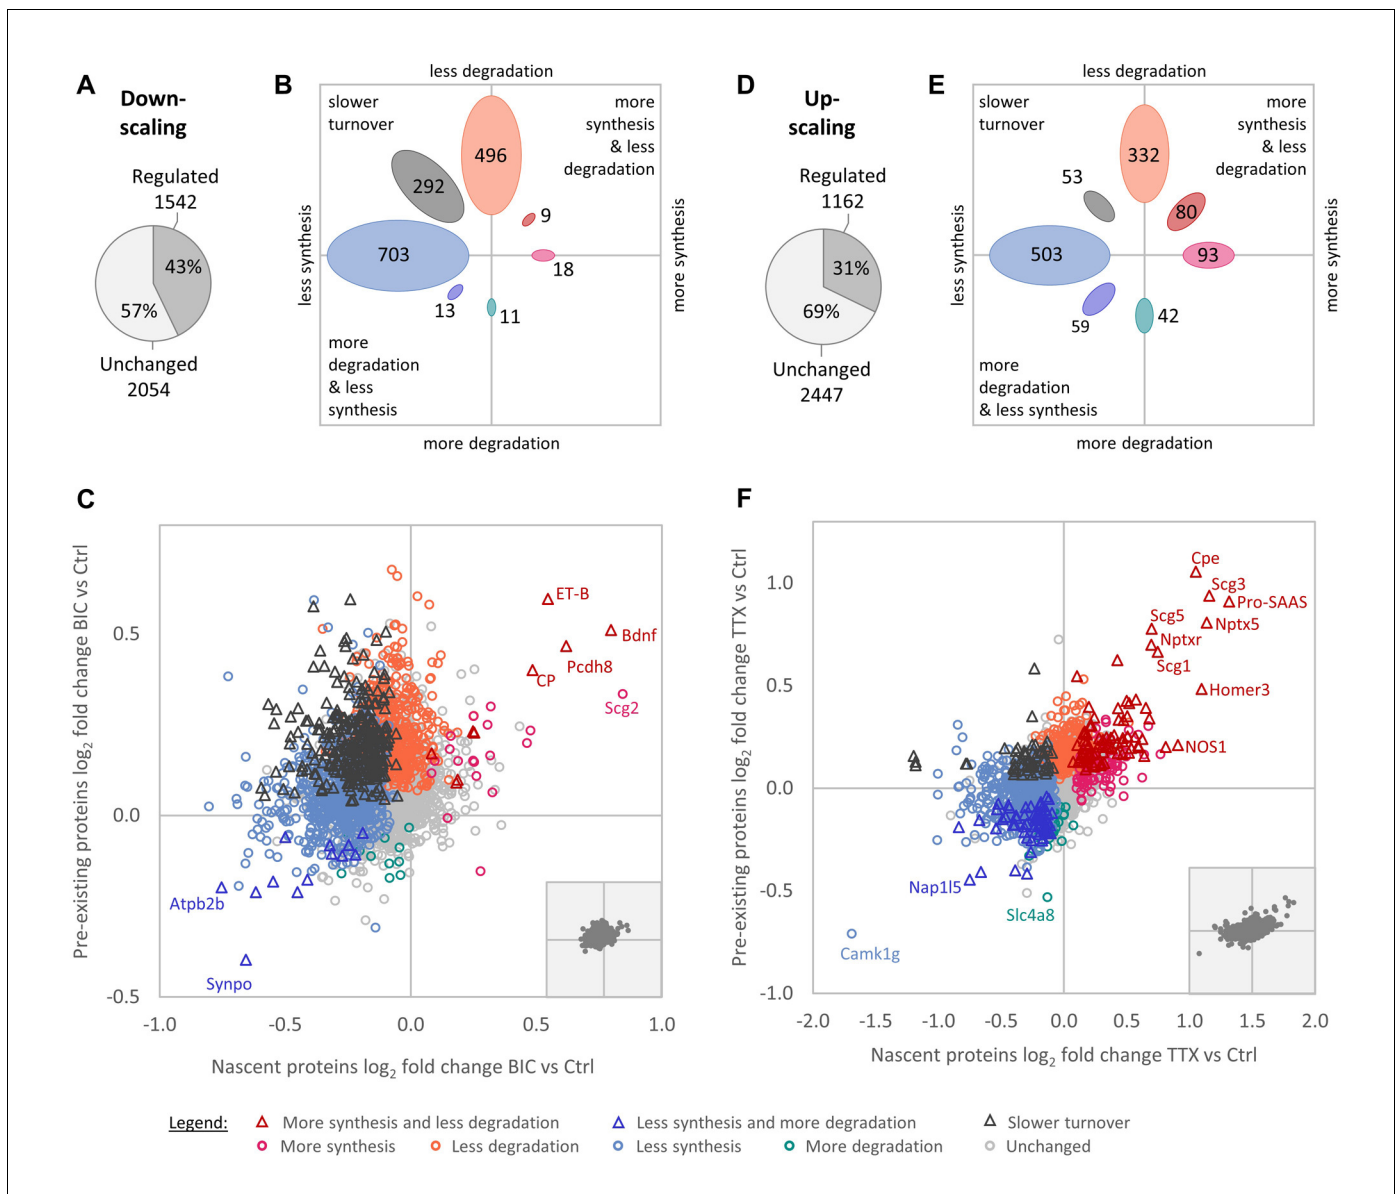 A
Down-
scaling
Regulated
1542
43%
57%
Unchanged
2054
B
less degradation
slower
turnover
more
synthesis
& less
degradation
496
292
9
703
18
13
11
less synthesis
more synthesis
more
degradation
& less
synthesis
more degradation
D
Up-
scaling
Regulated
1162
31%
69%
Unchanged
2447
E
less degradation
slower
turnover
more
synthesis
& less
degradation
332
53
80
503
93
59
42
less synthesis
more synthesis
more
degradation
& less synthesis
more degradation
C
Pre-existing proteins log2 fold change BIC vs Ctrl
0.5
0.0
-0.5
ET-B
Bdnf
Pcdh8
CP
Scg2
Atpb2b
Synpo
-1.0 -0.5 0.0 0.5 1.0
Nascent proteins log2 fold change BIC vs Ctrl
F
Pre-existing proteins log2 fold change TTX vs Ctrl
1.0
0.5
0.0
-0.5
-1.0
Cpe
Scg3
Pro-SAAS
Scg5
Nptx5
Nptxr
Scg1
Homer3
NOS1
Nap1l5
Slc4a8
Camk1g
-2.0 -1.5 -1.0 -0.5 0.0 0.5 1.0 1.5 2.0
Nascent proteins log2 fold change TTX vs Ctrl
Legend: More synthesis and less degradation Less synthesis and more degradation Slower turnover
More synthesis Less degradation Less synthesis More degradation Unchanged